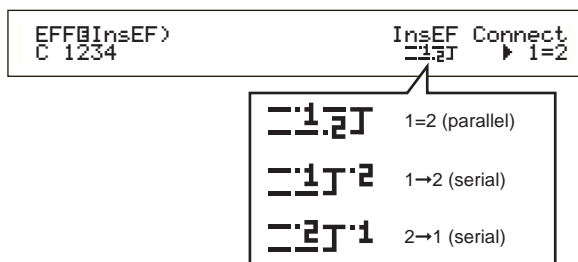 EFF InsEF) InsEF Connect
C 1234 1=2
1=2 (parallel)
1→2 (serial)
2→1 (serial)